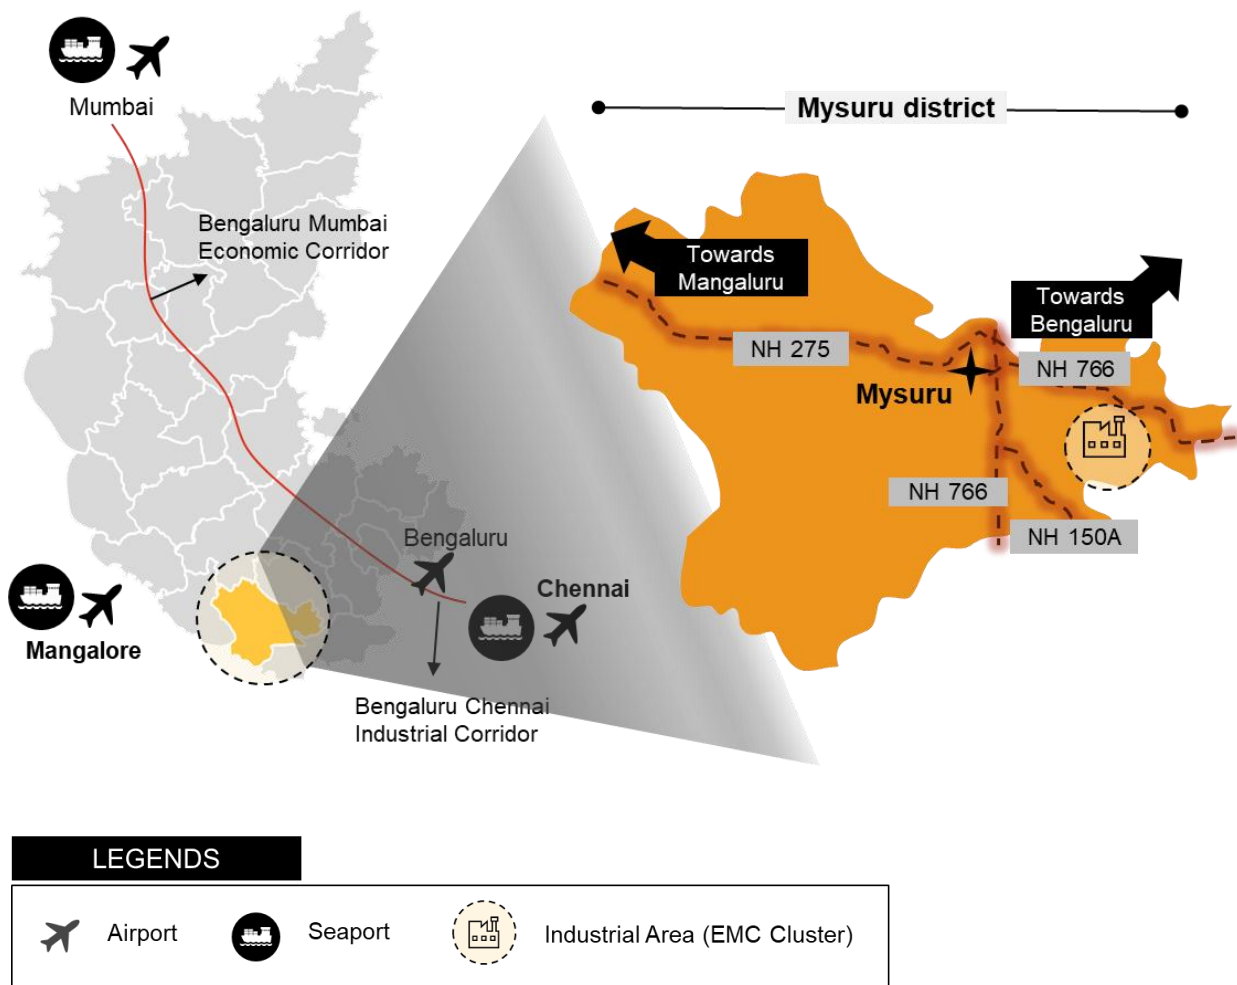 Mumbai
Bengaluru Mumbai
Economic Corridor
Bengaluru
Chennai
Mangalore
Bengaluru Chennai
Industrial Corridor
Mysuru district
Towards
Mangaluru
Towards
Bengaluru
NH 275
NH 766
Mysuru
NH 766
NH 150A
LEGENDS
Airport
Seaport
Industrial Area (EMC Cluster)